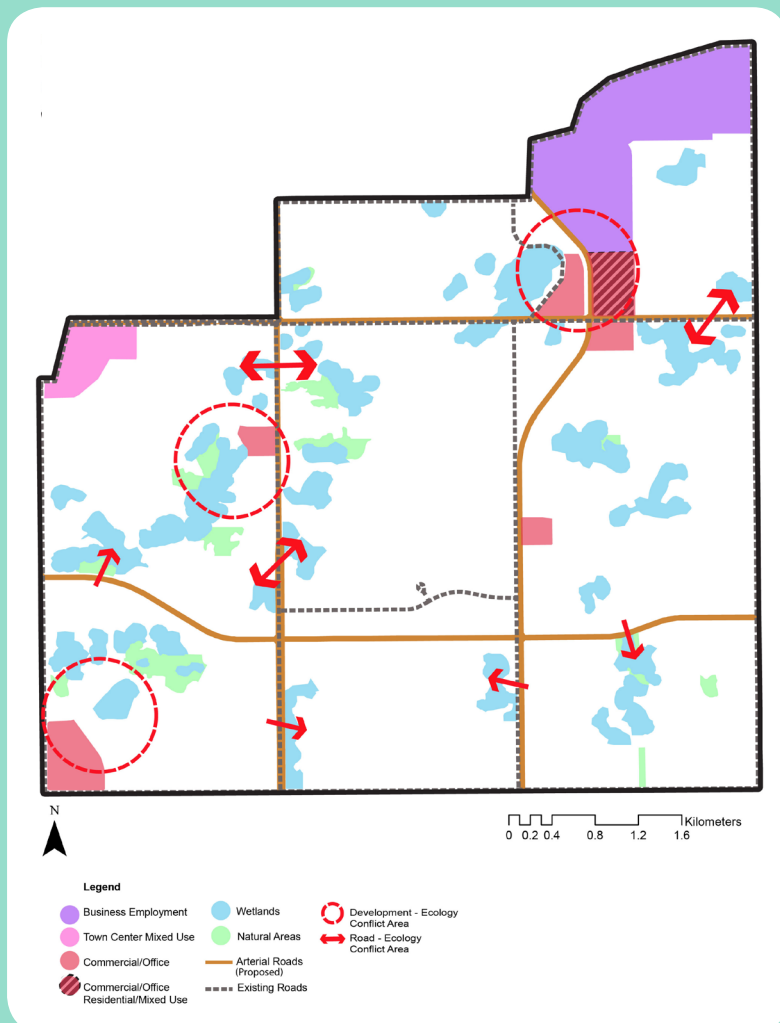 N
Kilometers
0 0.2 0.4 0.8 1.2 1.6
Legend
Business Employment
Town Center Mixed Use
Commercial/Office
Commercial/Office
Residential/Mixed Use
Wetlands
Natural Areas
Arterial Roads
(Proposed)
Existing Roads
Development - Ecology
Conflict Area
Road - Ecology
Conflict Area